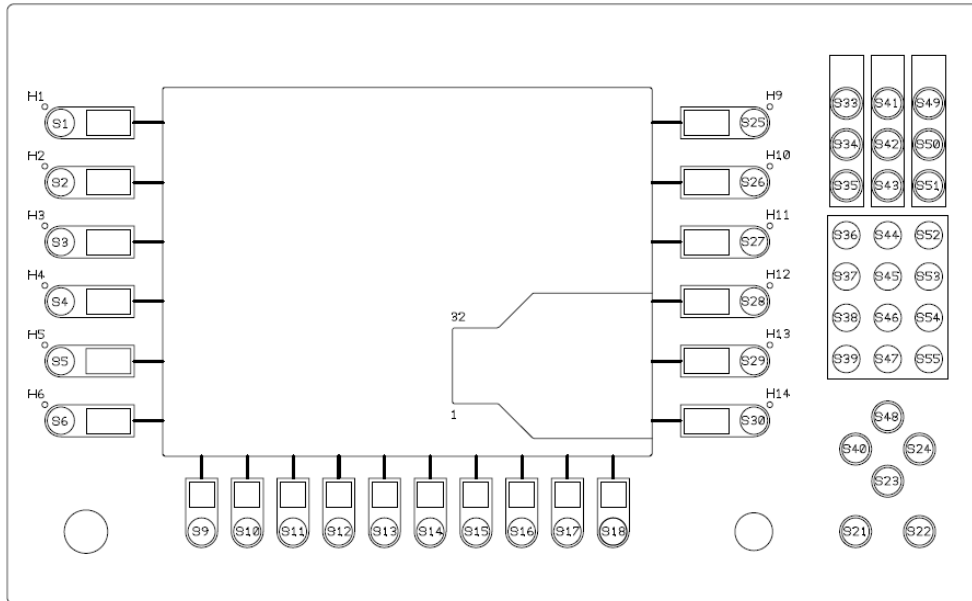 H1 H9
S1 S25 S33 S41 S49
H2 H10
S34 S42 S50
S2 S26 S35 S43 S51
H3 H11
S3 S27 S36 S44 S52
H4 H12
S37 S45 S53
S4 S28
32 S38 S46 S54
H5 H13
S5 S29 S39 S47 S55
H6 H14
1
S6 S30 S48
S40 S24
S23
S9 S10 S11 S12 S13 S14 S15 S16 S17 S18 S21 S22